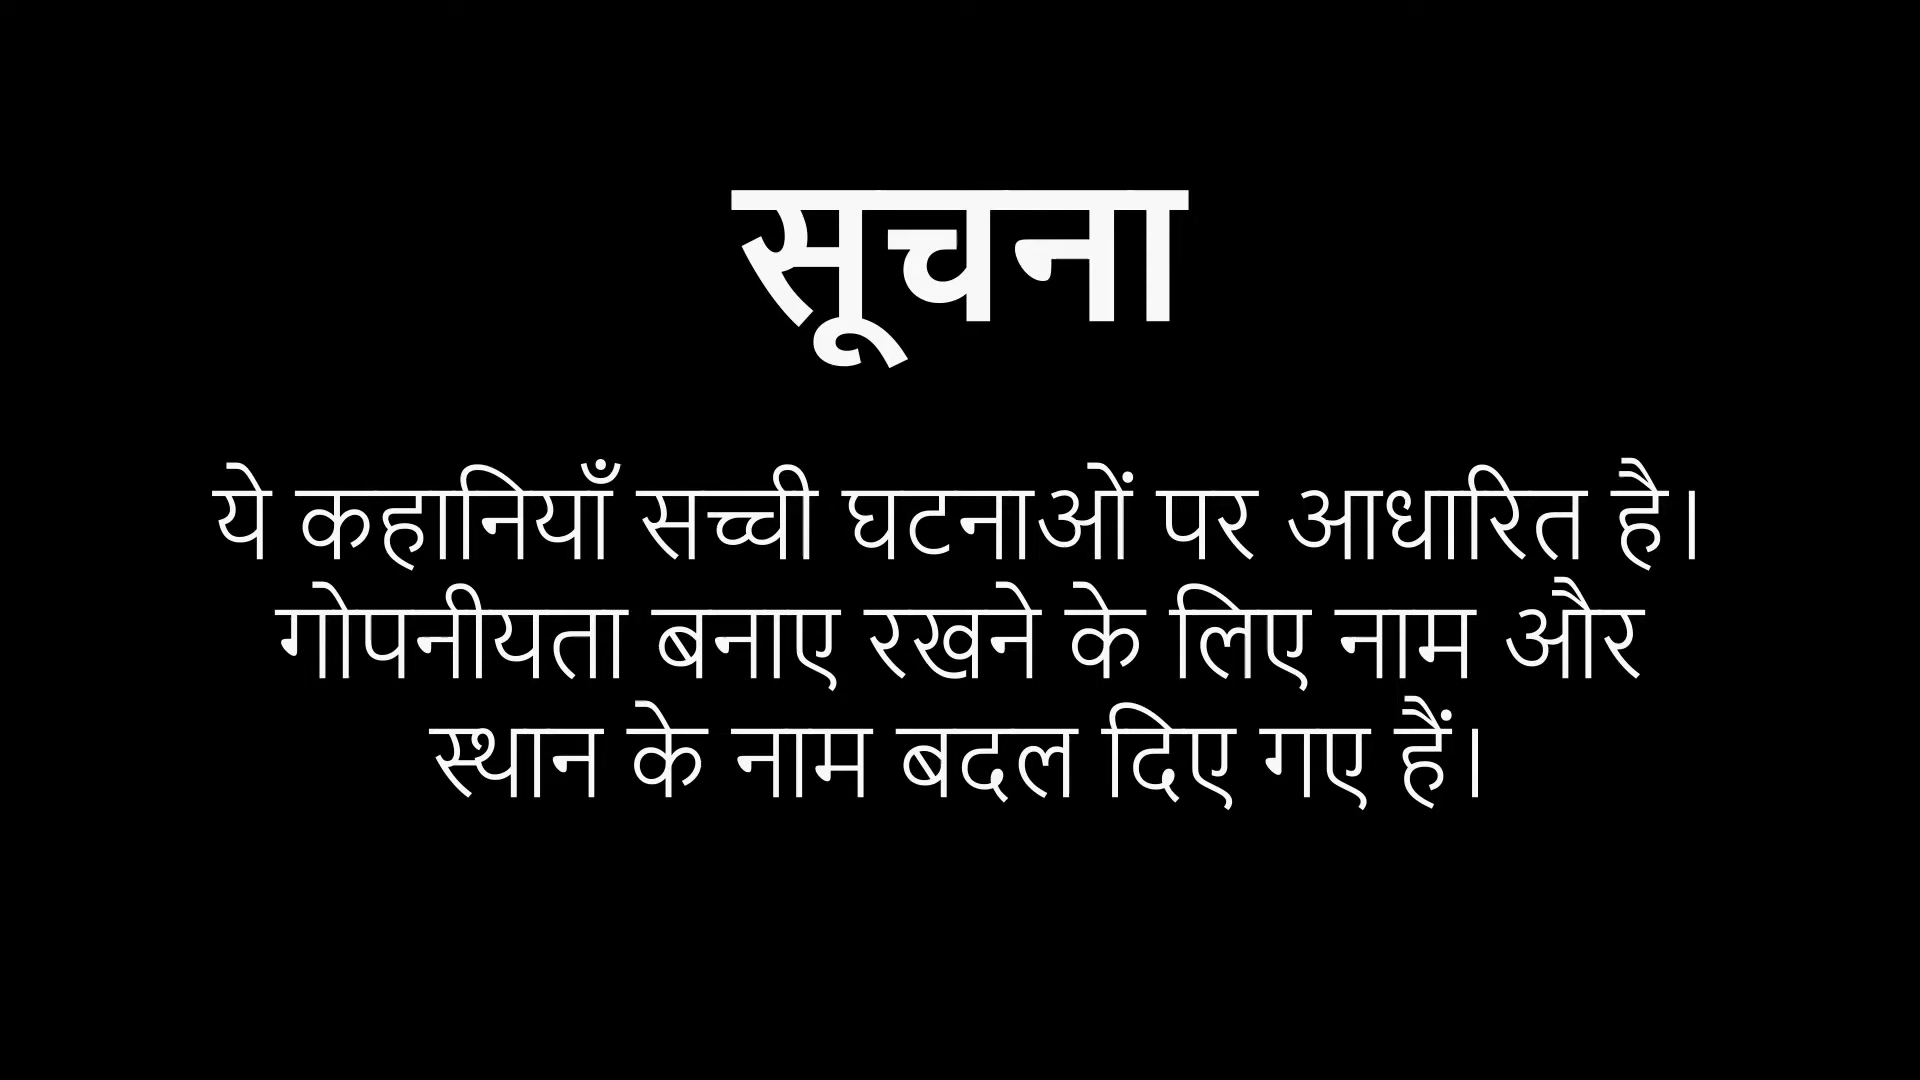 सूचना
ये कहानियाँ सच्ची घटनाओं पर आधारित है।
गोपनीयता बनाए रखने के लिए नाम और
स्थान के नाम बदल दिए गए हैं।